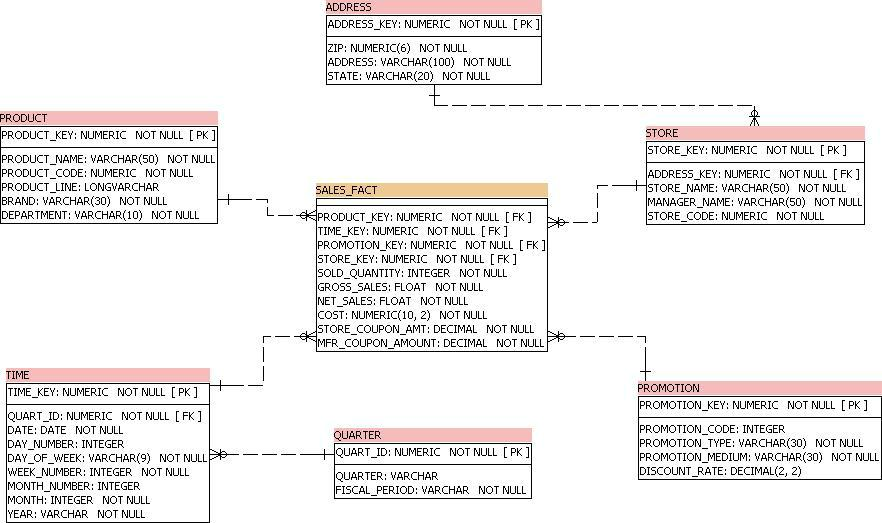 ADDRESS
ADDRESS_KEY: NUMERIC NOT NULL [ PK ]
ZIP: NUMERIC(6) NOT NULL
ADDRESS: VARCHAR(100) NOT NULL
STATE: VARCHAR(20) NOT NULL
PRODUCT
PRODUCT_KEY: NUMERIC NOT NULL [ PK ]
PRODUCT_NAME: VARCHAR(50) NOT NULL
PRODUCT_CODE: NUMERIC NOT NULL
PRODUCT_LINE: LONGVARCHAR
BRAND: VARCHAR(30) NOT NULL
DEPARTMENT: VARCHAR(10) NOT NULL
STORE
STORE_KEY: NUMERIC NOT NULL [ PK ]
ADDRESS_KEY: NUMERIC NOT NULL [ FK ]
STORE_NAME: VARCHAR(50) NOT NULL
MANAGER_NAME: VARCHAR(50) NOT NULL
STORE_CODE: NUMERIC NOT NULL
SALES_FACT
PRODUCT_KEY: NUMERIC NOT NULL [ FK ]
TIME_KEY: NUMERIC NOT NULL [ FK ]
PROMOTION_KEY: NUMERIC NOT NULL [ FK ]
STORE_KEY: NUMERIC NOT NULL [ FK ]
SOLD_QUANTITY: INTEGER NOT NULL
GROSS_SALES: FLOAT NOT NULL
NET_SALES: FLOAT NOT NULL
COST: NUMERIC(10, 2) NOT NULL
STORE_COUPON_AMT: DECIMAL NOT NULL
MFR_COUPON_AMOUNT: DECIMAL NOT NULL
TIME
TIME_KEY: NUMERIC NOT NULL [ PK ]
QUART_ID: NUMERIC NOT NULL [ FK ]
DATE: DATE NOT NULL
DAY_NUMBER: INTEGER
DAY_OF_WEEK: VARCHAR(9) NOT NULL
WEEK_NUMBER: INTEGER NOT NULL
MONTH_NUMBER: INTEGER
MONTH: INTEGER NOT NULL
YEAR: VARCHAR NOT NULL
QUARTER
QUART_ID: NUMERIC NOT NULL [ PK ]
QUARTER: VARCHAR
FISCAL_PERIOD: VARCHAR NOT NULL
PROMOTION
PROMOTION_KEY: NUMERIC NOT NULL [ PK ]
PROMOTION_CODE: INTEGER
PROMOTION_TYPE: VARCHAR(30) NOT NULL
PROMOTION_MEDIUM: VARCHAR(30) NOT NULL
DISCOUNT_RATE: DECIMAL(2, 2)